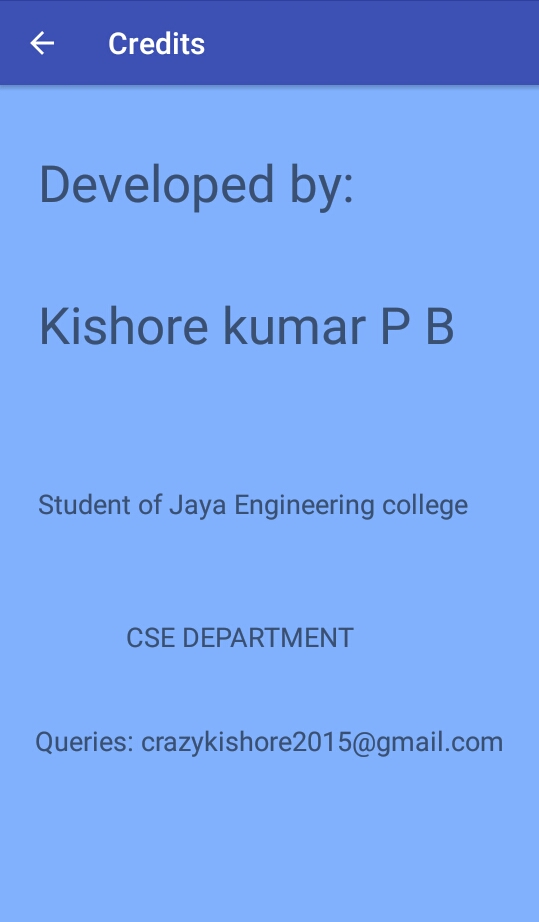 Credits
Developed by:
Kishore kumar P B
Student of Jaya Engineering college
CSE DEPARTMENT
Queries: crazykishore2015@gmail.com